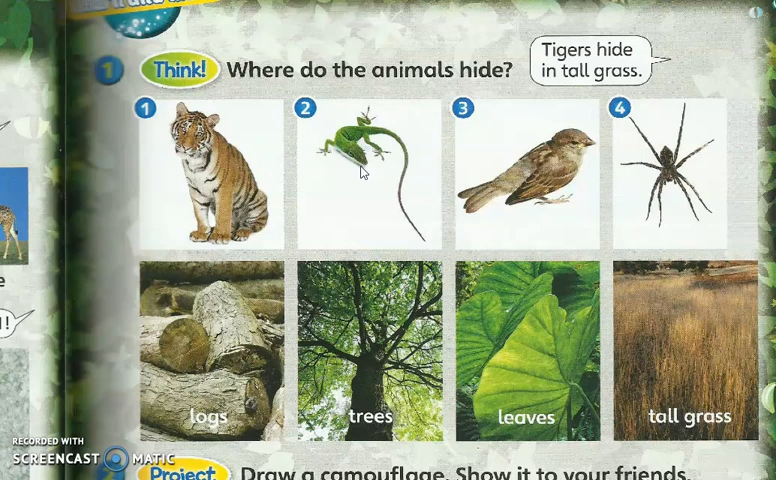 1 Think! Where do the animals hide?
Tigers hide
in tall grass.
1 2 3 4
logs trees leaves tall grass
Project Draw a camouflage. Show it to your friends.
RECORDED WITH
SCREENCAST MATIC